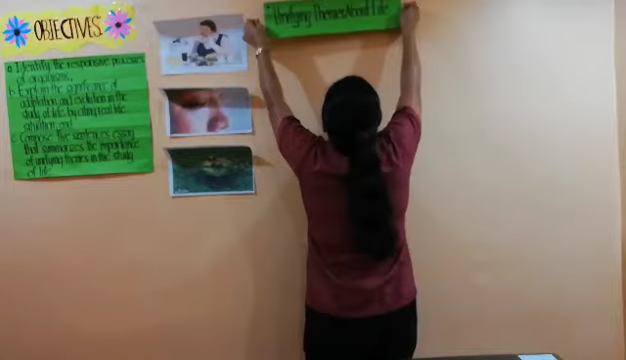 OBJECTIVES
a. Identify the responsive processes
of organisms,
b. Explain the significance of
adaptation and evolution in the
study of life by citing real life
situation, and
c. Compose five sentences essay
that summarizes the importance
of unifying themes in the study
of life.
Unifying Themes About Life